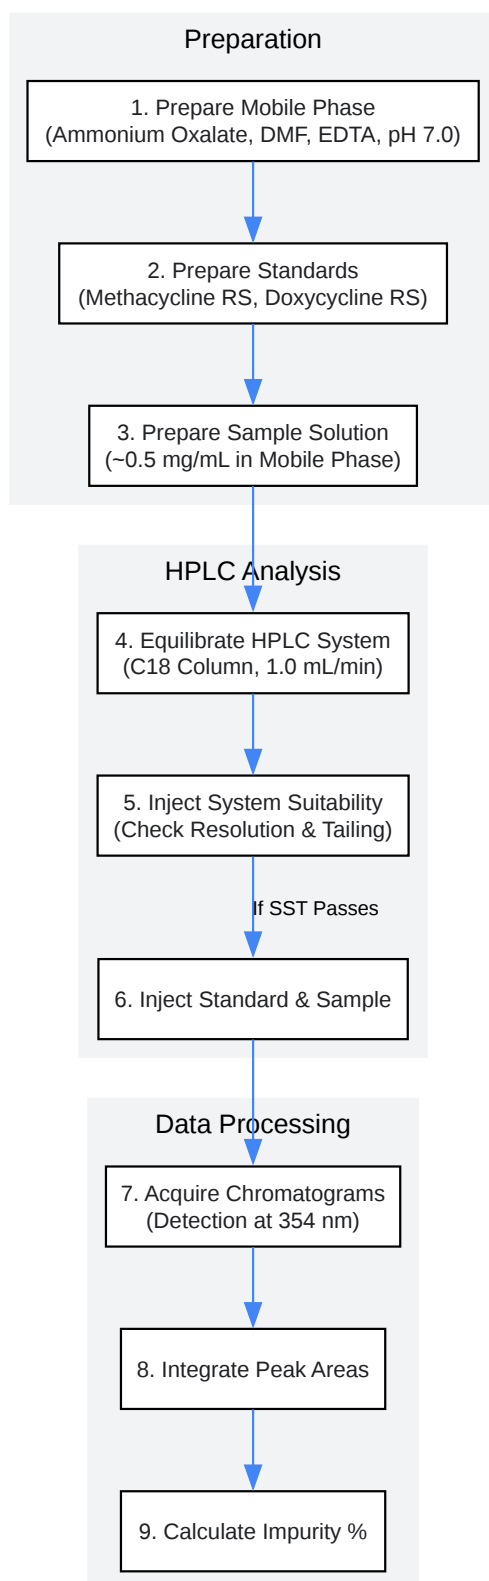 Preparation
1. Prepare Mobile Phase
(Ammonium Oxalate, DMF, EDTA, pH 7.0)
2. Prepare Standards
(Methacycline RS, Doxycycline RS)
3. Prepare Sample Solution
(~0.5 mg/mL in Mobile Phase)
HPLC Analysis
4. Equilibrate HPLC System
(C18 Column, 1.0 mL/min)
5. Inject System Suitability
(Check Resolution & Tailing)
If SST Passes
6. Inject Standard & Sample
Data Processing
7. Acquire Chromatograms
(Detection at 354 nm)
8. Integrate Peak Areas
9. Calculate Impurity %